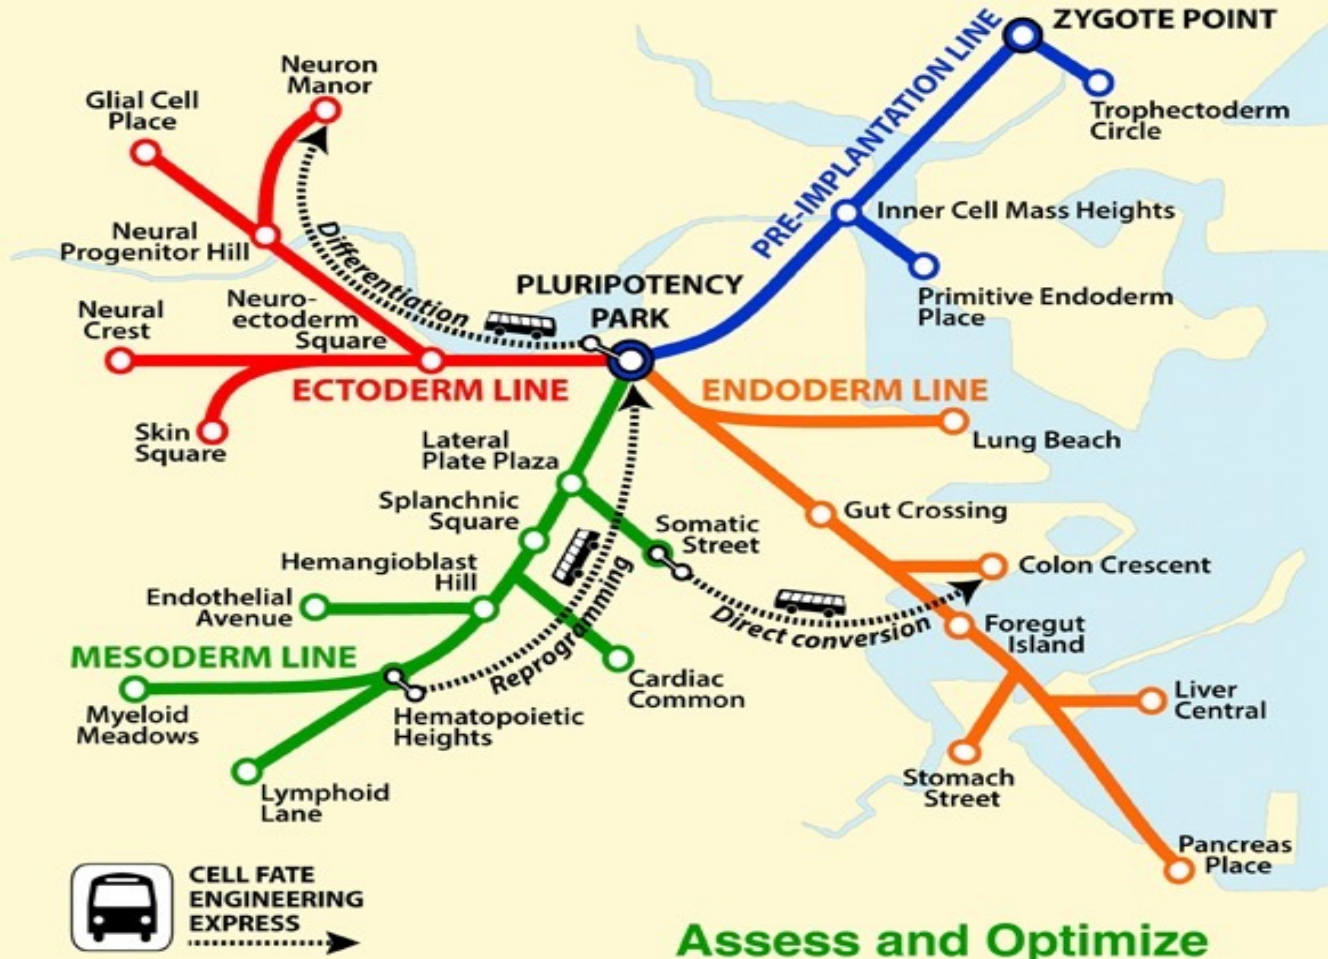 ZYGOTE POINT
Trophectoderm
Circle
PRE-IMPLANTATION LINE
Inner Cell Mass Heights
Primitive Endoderm
Place
Neuron
Manor
Glial Cell
Place
Neural
Progenitor Hill
Differentiation
Neural
Crest
Neuro-
ectoderm
Square
PLURIPOTENCY
PARK
ECTODERM LINE
Skin
Square
ENDODERM LINE
Lung Beach
Lateral
Plate Plaza
Splanchnic
Square
Somatic
Street
Gut Crossing
Hemangioblast
Hill
Colon Crescent
Endothelial
Avenue
Reprogramming
Direct conversion
Foregut
Island
MESODERM LINE
Cardiac
Common
Myeloid
Meadows
Hematopoietic
Heights
Liver
Central
Lymphoid
Lane
Stomach
Street
Pancreas
Place
CELL FATE
ENGINEERING
EXPRESS
Assess and Optimize